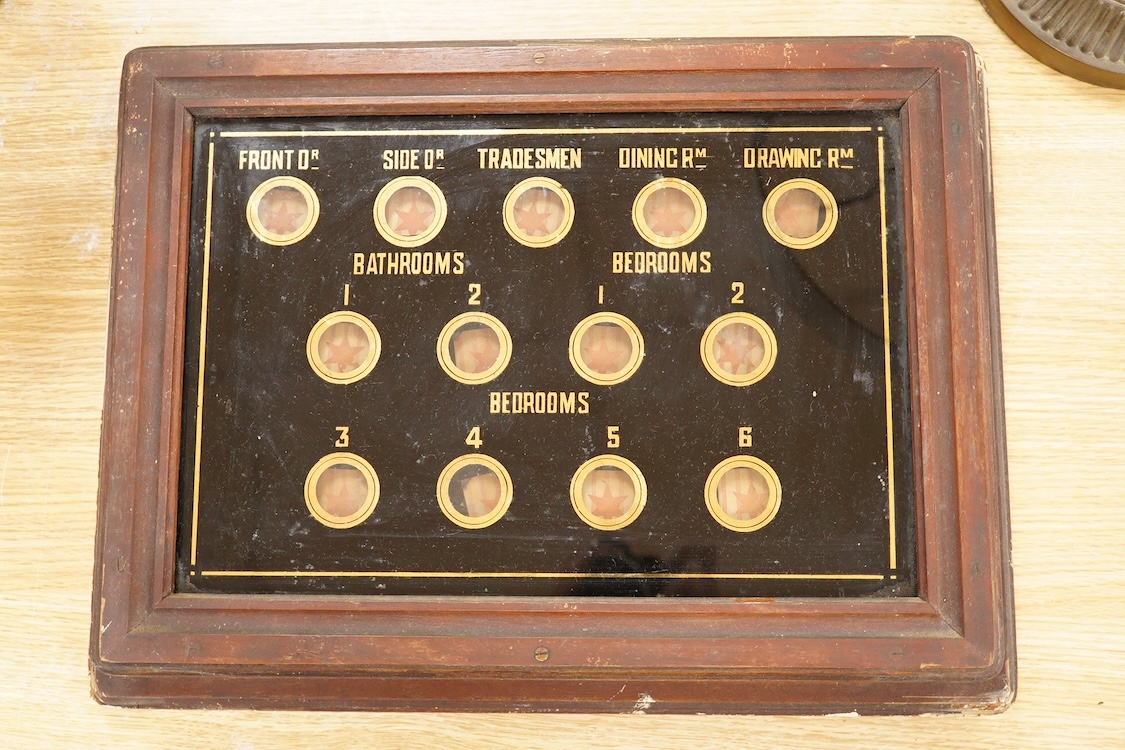 FRONT DR SIDE DR TRADESMEN DINING RM DRAWING RM
BATHROOMS BEDROOMS
1 2 1 2
BEDROOMS
3 4 5 6